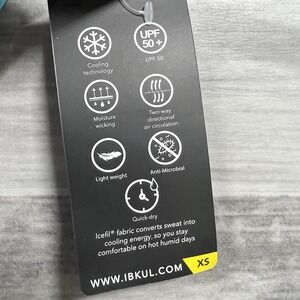 UPF
50+
Cooling
technology
UPF 50
Moisture
wicking
Two-way
directional
air circulation
Light weight
Anti-Microbial
Quick-dry
Icefil® fabric converts sweat into
cooling energy, so you stay
comfortable on hot humid days
WWW.IBKUL.COM
XS